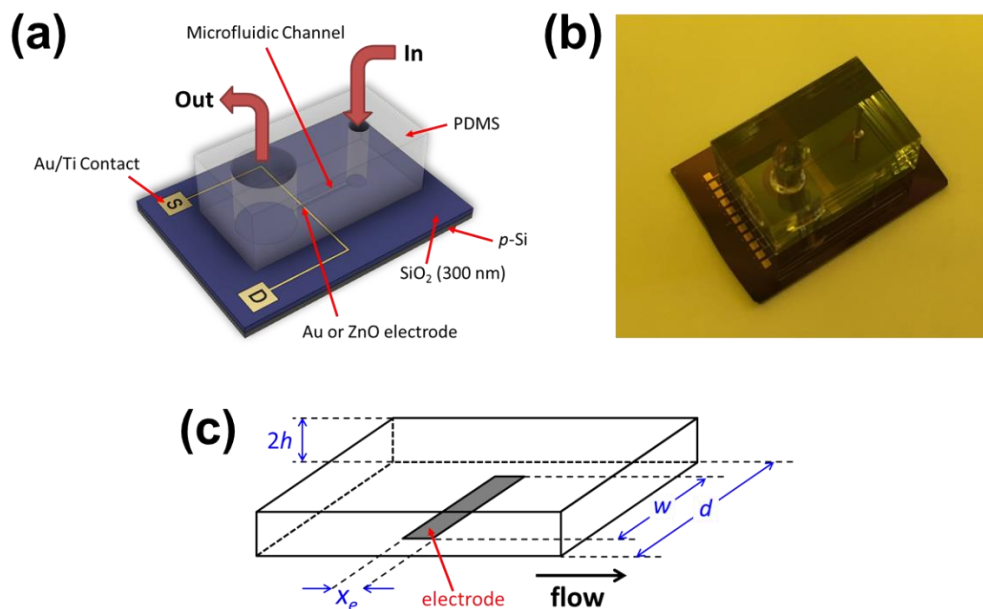 (a)
Microfluidic Channel
In
Out
PDMS
Au/Ti Contact
S
p-Si
SiO₂ (300 nm)
D
Au or ZnO electrode
(b)
(c)
2h
w
d
xₑ
electrode
flow